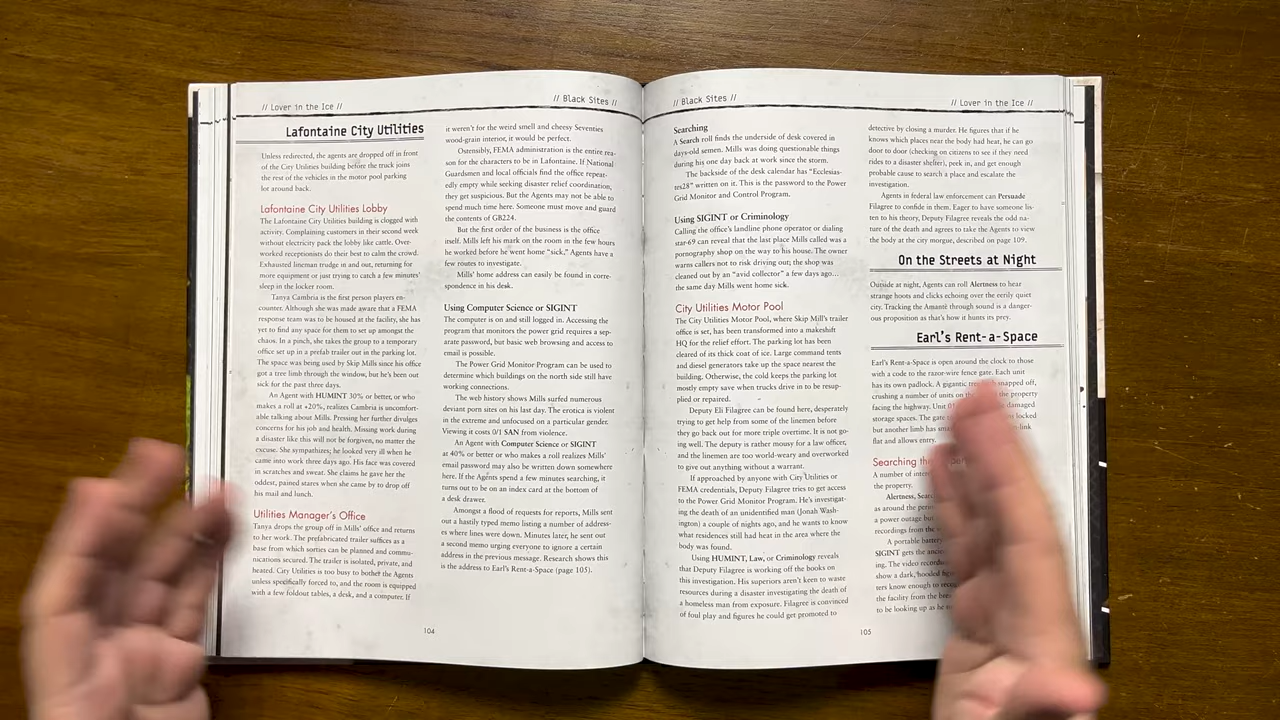 // Lover in the Ice //
// Black Sites //
Lafontaine City Utilities
Unless redirected, the agents are dropped off in front
of the City Utilities building before the truck joins
the rest of the vehicles in the motor pool parking
lot around back.
Lafontaine City Utilities Lobby
The Lafontaine City Utilities building is clogged with
activity. Complaining customers in their second week
without electricity pack the lobby like cattle. Over-
worked receptionists do their best to calm the crowd.
Exhausted lineman trudge in and out, returning for
more equipment or just trying to catch a few minutes'
sleep in the locker room.
Tanya Cambria is the first person players en-
counter. Although she was made aware that a FEMA
response team was to be housed at the facility, she has
yet to find any space for them to set up amongst the
chaos. In a pinch, she takes the group to a temporary
office set up in a prefab trailer out in the parking lot.
The space was being used by Skip Mills since his office
got a tree limb through the window, but he's been out
sick for the past three days.
An Agent with HUMINT 30% or better, or who
makes a roll at +20%, realizes Cambria is uncomfort-
able talking about Mills. Pressing her further divulges
concerns for his job and health. Missing work during
a disaster like this will not be forgiven, no matter the
excuse. She sympathizes; he looked very ill when he
came into work three days ago. His face was covered
in scratches and sweat. She claims he gave her the
oddest, pained stares when she came by to drop off
his mail and lunch.
Utilities Manager's Office
Tanya drops the group off in Mills' office and returns
to her work. The prefabricated trailer suffices as a
base from which sorties can be planned and commu-
nications secured. The trailer is isolated, private, and
heated. City Utilities is too busy to bother the Agents
unless specifically forced to, and the room is equipped
with a few foldout tables, a desk, and a computer. If
it weren't for the weird smell and cheesy Seventies
wood-grain interior, it would be perfect.
Ostensibly, FEMA administration is the entire rea-
son for the characters to be in Lafontaine. If National
Guardsmen and local officials find the office repeat-
edly empty while seeking disaster relief coordination,
they get suspicious. But the Agents may not be able to
spend much time here. Someone must move and guard
the contents of GB224.
But the first order of the business is the office
itself. Mills left his mark on the room in the few hours
he worked before he went home “sick.” Agents have a
few routes to investigate.
Mills' home address can easily be found in corre-
spondence in his desk.
Using Computer Science or SIGINT
The computer is on and still logged in. Accessing the
program that monitors the power grid requires a sep-
arate password, but basic web browsing and access to
email is possible.
The Power Grid Monitor Program can be used to
determine which buildings on the north side still have
working connections.
The web history shows Mills surfed numerous
deviant porn sites on his last day. The erotica is violent
in the extreme and unfocused on a particular gender.
Viewing it costs 0/1 SAN from violence.
An Agent with Computer Science or SIGINT
at 40% or better or who makes a roll realizes Mills'
email password may also be written down somewhere
here. If the Agents spend a few minutes searching, it
turns out to be on an index card at the bottom of
a desk drawer.
Amongst a flood of requests for reports, Mills sent
out a hastily typed memo listing a number of address-
es where lines were down. Minutes later, he sent out
a second memo urging everyone to ignore a certain
address in the previous message. Research shows this
is the address to Earl's Rent-a-Space (page 105).
104
// Black Sites //
// Lover in the Ice //
Searching
A Search roll finds the underside of desk covered in
days-old semen. Mills was doing questionable things
during his one day back at work since the storm.
The backside of the desk calendar has “Ecclesias-
tes28” written on it. This is the password to the Power
Grid Monitor and Control Program.
Using SIGINT or Criminology
Calling the office's landline phone operator or dialing
star-69 can reveal that the last place Mills called was a
pornography shop on the way to his house. The owner
warns callers not to risk driving out; the shop was
cleaned out by an “avid collector” a few days ago...
the same day Mills went home sick.
City Utilities Motor Pool
The City Utilities Motor Pool, where Skip Mill's trailer
office is set, has been transformed into a makeshift
HQ for the relief effort. The parking lot has been
cleared of its thick coat of ice. Large command tents
and diesel generators take up the space nearest the
building. Otherwise, the cold keeps the parking lot
mostly empty save when trucks drive in to be resup-
plied or repaired.
Deputy Eli Filagree can be found here, desperately
trying to get help from some of the linemen before
they go back out for more triple overtime. It is not go-
ing well. The deputy is rather mousy for a law officer,
and the linemen are too world-weary and overworked
to give out anything without a warrant.
If approached by anyone with City Utilities or
FEMA credentials, Deputy Filagree tries to get access
to the Power Grid Monitor Program. He's investigat-
ing the death of an unidentified man (Jonah Wash-
ington) a couple of nights ago, and he wants to know
what residences still had heat in the area where the
body was found.
Using HUMINT, Law, or Criminology reveals
that Deputy Filagree is working off the books on
this investigation. His superiors aren't keen to waste
resources during a disaster investigating the death of
a homeless man from exposure. Filagree is convinced
of foul play and figures he could get promoted to
detective by closing a murder. He figures that if he
knows which places near the body had heat, he can go
door to door (checking on citizens to see if they need
rides to a disaster shelter), peek in, and get enough
probable cause to search a place and escalate the
investigation.
Agents in federal law enforcement can Persuade
Filagree to confide in them. Eager to have someone lis-
ten to his theory, Deputy Filagree reveals the odd na-
ture of the death and agrees to take the Agents to view
the body at the city morgue, described on page 109.
On the Streets at Night
Outside at night, Agents can roll Alertness to hear
strange hoots and clicks echoing over the eerily quiet
city. Tracking the Amante through sound is a danger-
ous proposition as that's how it hunts its prey.
Earl's Rent-a-Space
Earl's Rent-a-Space is open around the clock to those
with a code to the razor-wire fence gate. Each unit
has its own padlock. A gigantic snapped off,
crushing a number of units on the property
facing the highway. Unit damaged
storage spaces. The gate locked
but another limb has link
flat and allows entry.
Searching
A number of
the property.
Alertness,
as around the
a power outage
recordings from the
A portable
SIGINT gets the
ing. The video
show a dark, hooded
ters know enough to
the facility from the
to be looking up as he
105